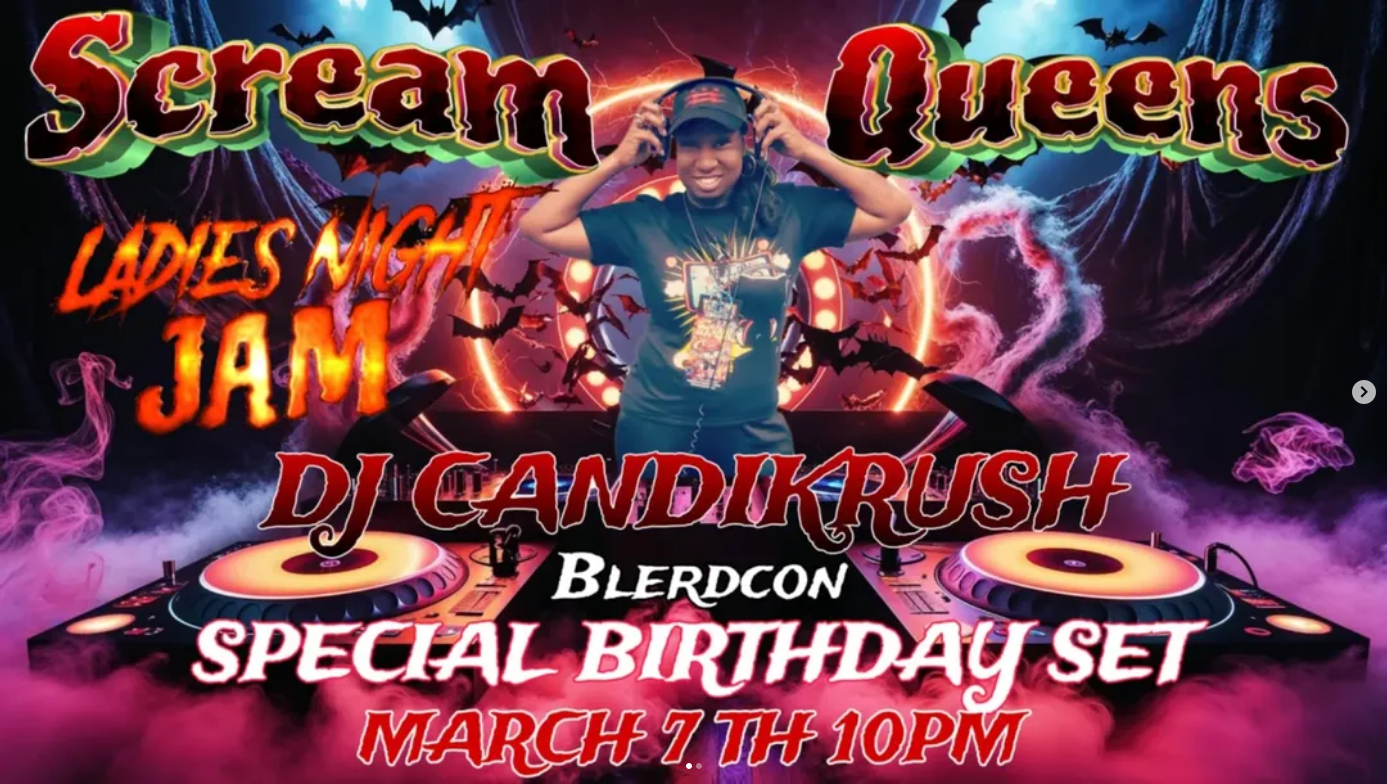 Scream Queens
LADIES NIGHT
JAM
DJ CANDIKRUSH
BLERDCON
SPECIAL BIRTHDAY SET
MARCH 7 TH 10PM